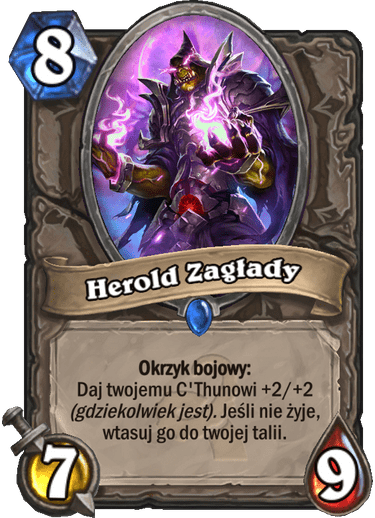 8
Herold Zagłady
Okrzyk bojowy:
Daj twojemu C'Thunowi +2/+2
(gdziekolwiek jest). Jeśli nie żyje,
wtasuj go do twojej talii.
7
9